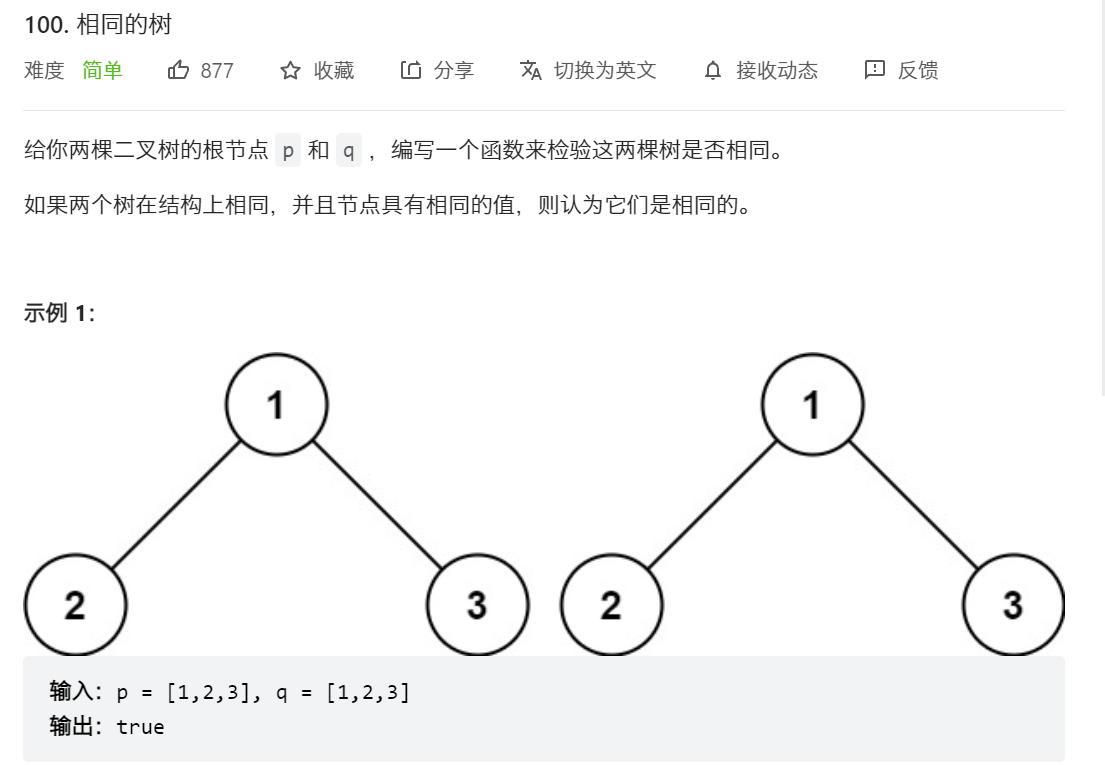 100. 相同的树
难度 简单 877 收藏 分享 切换为英文 接收动态 反馈
给你两棵二叉树的根节点 p 和 q ，编写一个函数来检验这两棵树是否相同。
如果两个树在结构上相同，并且节点具有相同的值，则认为它们是相同的。
示例 1：
1 1
2 3 2 3
输入：p = [1,2,3], q = [1,2,3]
输出：true